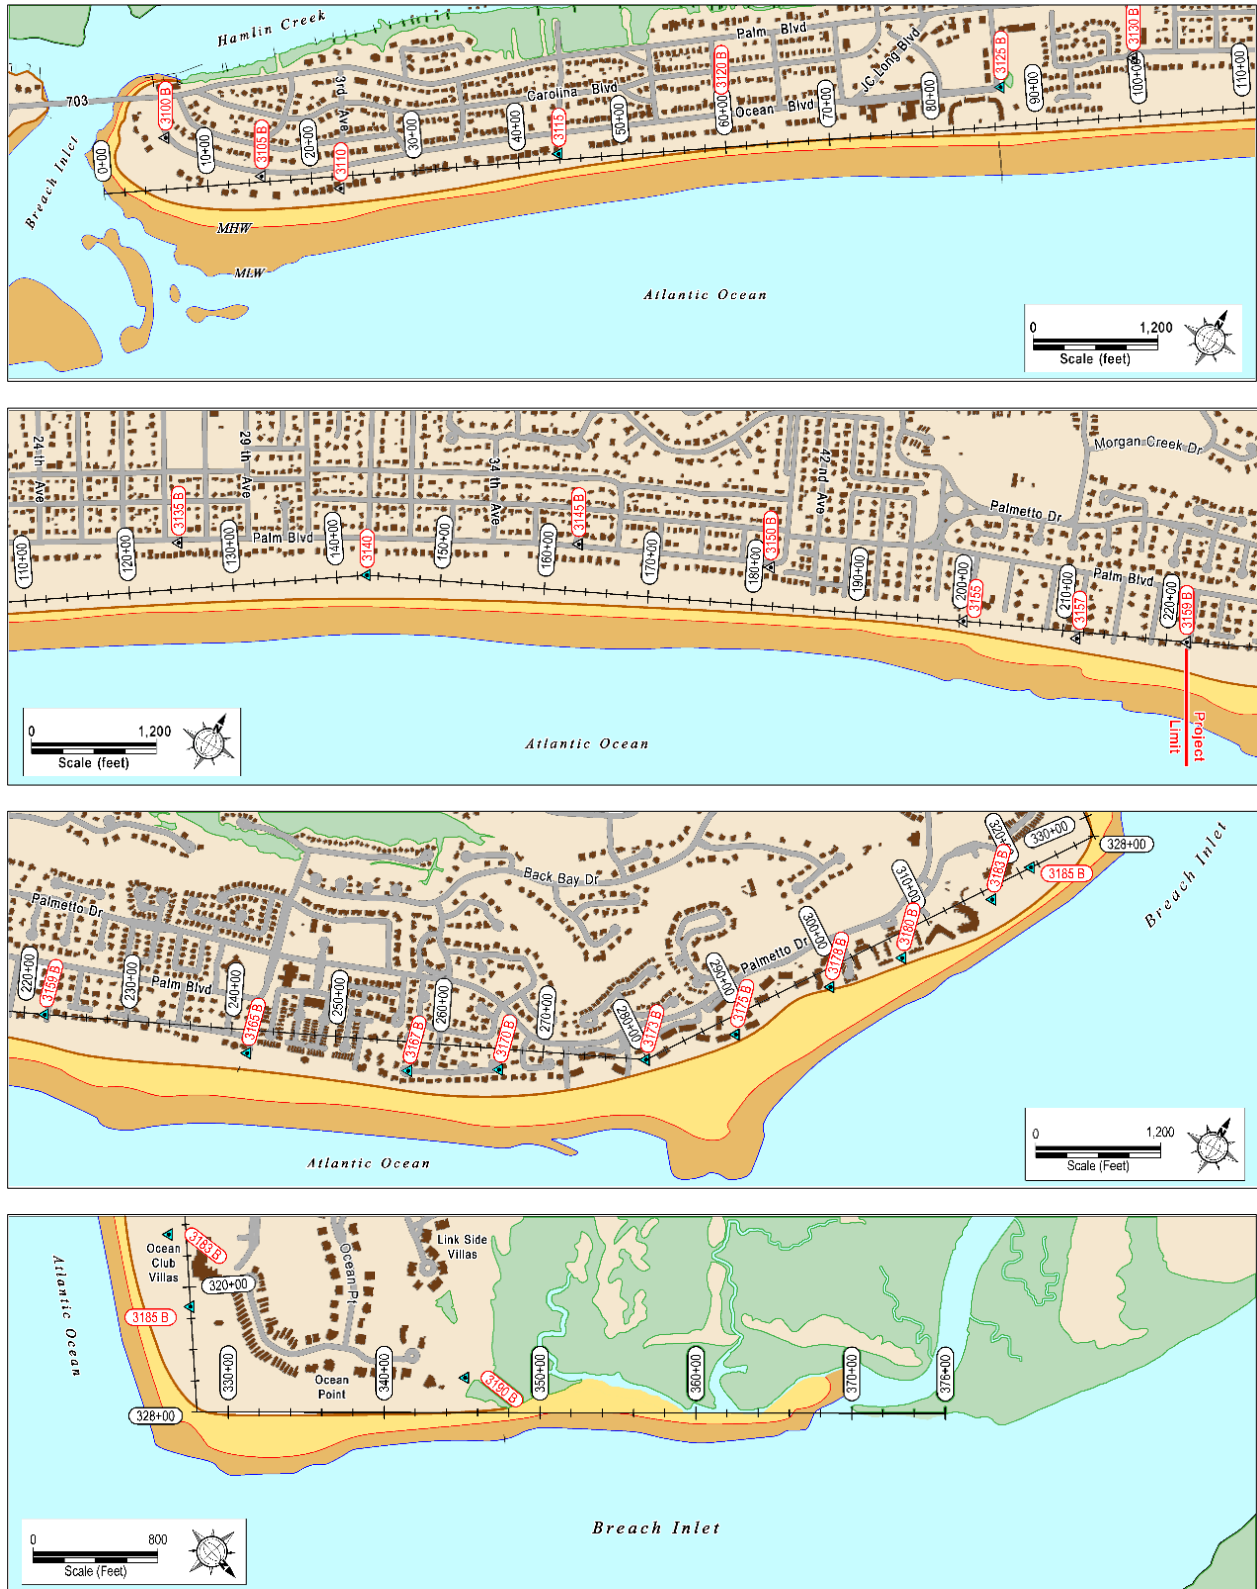 Hamlin Creek
703
Breach Inlet
3rd Ave
Carolina Blvd
Palm Blvd
Ocean Blvd
JC Long Blvd
0+00
3100 B
10+00
3105 B
20+00
3110
30+00
40+00
3115
50+00
60+00
3120 B
70+00
80+00
3125 B
90+00
100+00
3130 B
110+00
MHW
MLW
Atlantic Ocean
0 1,200
Scale (feet)
N
24 th Ave
29 th Ave
34 th Ave
42 nd Ave
Morgan Creek Dr
Palmetto Dr
Palm Blvd
Palm Blvd
110+00
120+00
3135 B
130+00
140+00
3140
150+00
160+00
3145 B
170+00
180+00
3150 B
190+00
200+00
3155
210+00
3157
220+00
3159 B
Project
Limit
0 1,200
Scale (feet)
N
Atlantic Ocean
Palmetto Dr
Palm Blvd
Back Bay Dr
Palmetto Dr
220+00
3159 B
230+00
240+00
3165 B
250+00
3167 B
260+00
3170 B
270+00
280+00
3173 B
290+00
3175 B
300+00
3178 B
310+00
3180 B
320+00
3183 B
330+00
3185 B
328+00
Breach Inlet
Atlantic Ocean
0 1,200
Scale (Feet)
N
Atlantic Ocean
Ocean
Club
Villas
3183 B
320+00
3185 B
328+00
Ocean Pt
Link Side
Villas
Ocean
Point
330+00
340+00
3190 B
350+00
360+00
370+00
376+00
Breach Inlet
0 800
Scale (Feet)
N